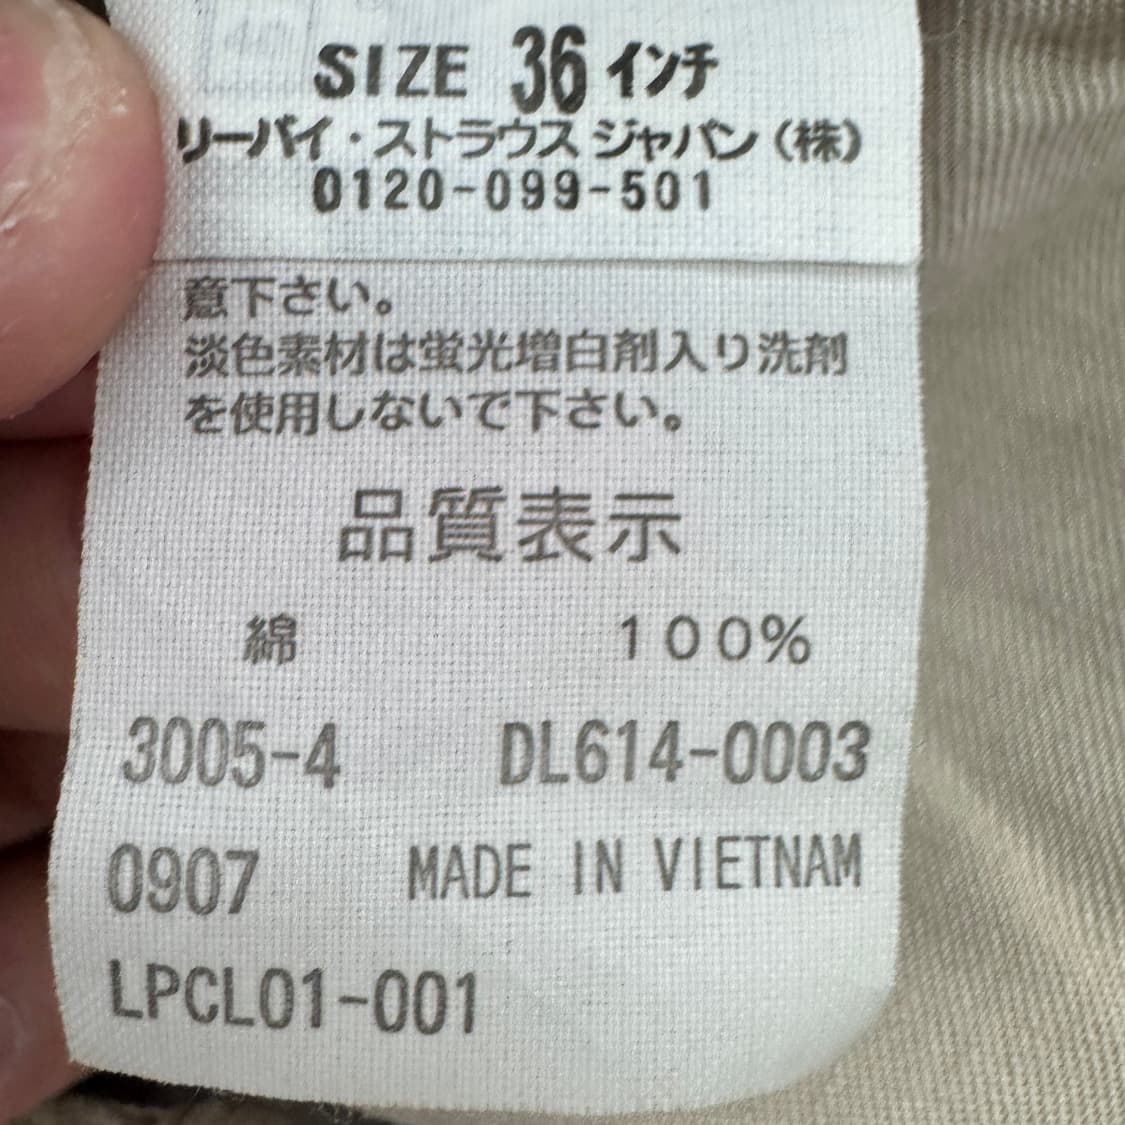 SIZE 36 インチ
リーバイ・ストラウス ジャパン(株)
0120-099-501
意下さい。
淡色素材は蛍光増白剤入り洗剤
を使用しないで下さい。
品質表示
綿 100%
3005-4 DL614-0003
0907 MADE IN VIETNAM
LPCL01-001